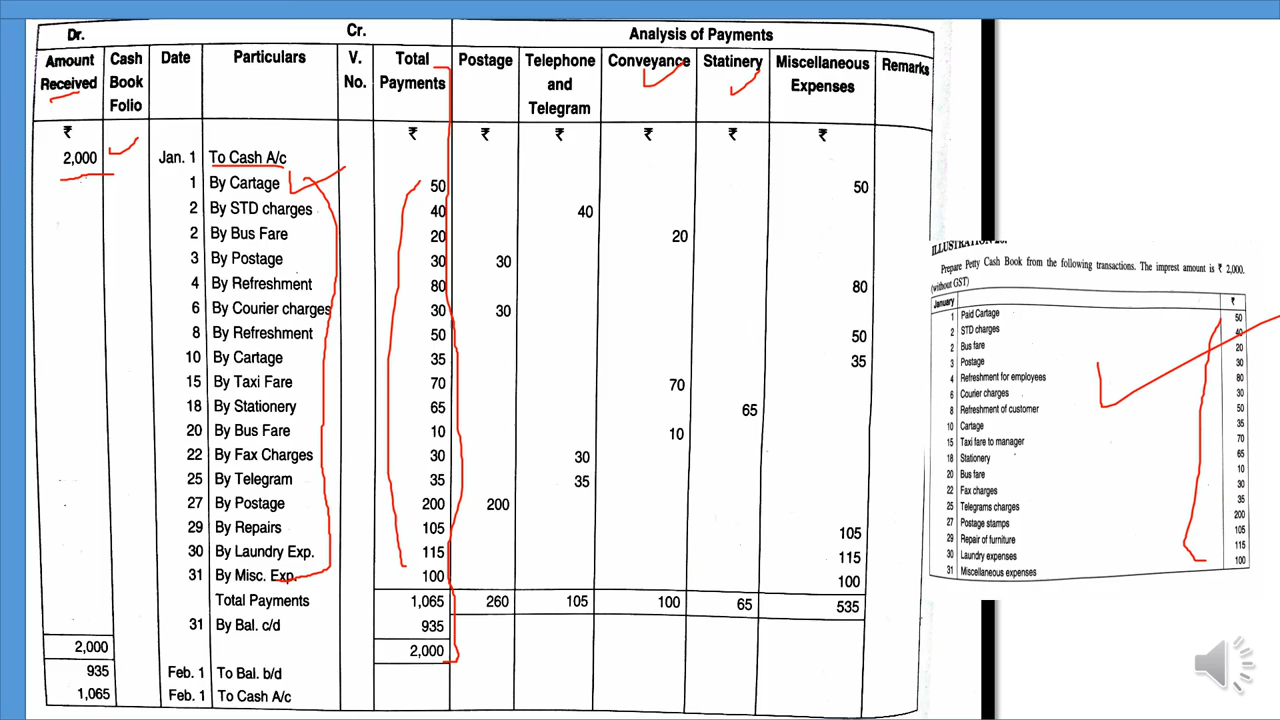 Dr. Cr. Analysis of Payments
Amount Received Cash Book Folio Date Particulars V. No. Total Payments Postage Telephone and Telegram Conveyance Statinery Miscellaneous Expenses Remarks
₹ ₹ ₹ ₹ ₹ ₹ ₹
2,000 Jan. 1 To Cash A/c
1 By Cartage 50 50
2 By STD charges 40 40
2 By Bus Fare 20 20
3 By Postage 30 30
4 By Refreshment 80 80
6 By Courier charges 30 30
8 By Refreshment 50 50
10 By Cartage 35 35
15 By Taxi Fare 70 70
18 By Stationery 65 65
20 By Bus Fare 10 10
22 By Fax Charges 30 30
25 By Telegram 35 35
27 By Postage 200 200
29 By Repairs 105 105
30 By Laundry Exp. 115 115
31 By Misc. Exp. 100 100
Total Payments 1,065 260 105 100 65 535
31 By Bal. c/d 935
2,000 2,000
935 Feb. 1 To Bal. b/d
1,065 Feb. 1 To Cash A/c
Prepare Petty Cash Book from the following transactions. The imprest amount is ₹ 2,000.
(without GST)
January ₹
1 Paid Cartage 50
2 STD charges 40
2 Bus fare 20
3 Postage 30
4 Refreshment for employees 80
6 Courier charges 30
8 Refreshment of customer 50
10 Cartage 35
15 Taxi fare to manager 70
18 Stationery 65
20 Bus fare 10
22 Fax charges 30
25 Telegrams charges 35
27 Postage stamps 200
29 Repair of furniture 105
30 Laundry expenses 115
31 Miscellaneous expenses 100